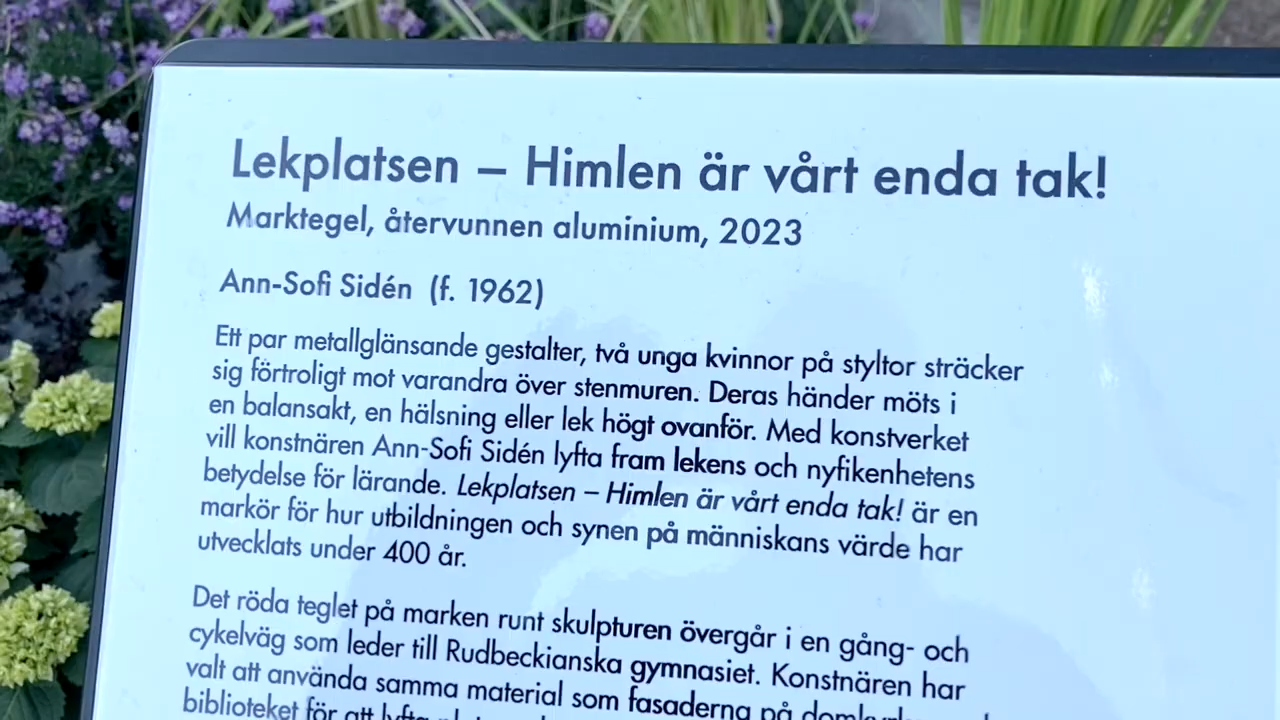 Lekplatsen – Himlen är vårt enda tak!
Marktegel, återvunnen aluminium, 2023
Ann-Sofi Sidén (f. 1962)
Ett par metallglänsande gestalter, två unga kvinnor på styltor sträcker
sig förtroligt mot varandra över stenmuren. Deras händer möts i
en balansakt, en hälsning eller lek högt ovanför. Med konstverket
vill konstnären Ann-Sofi Sidén lyfta fram lekens och nyfikenhetens
betydelse för lärande. Lekplatsen – Himlen är vårt enda tak! är en
markör för hur utbildningen och synen på människans värde har
utvecklats under 400 år.
Det röda teglet på marken runt skulpturen övergår i en gång- och
cykelväg som leder till Rudbeckianska gymnasiet. Konstnären har
valt att använda samma material som fasaderna på
biblioteket för att lyfta